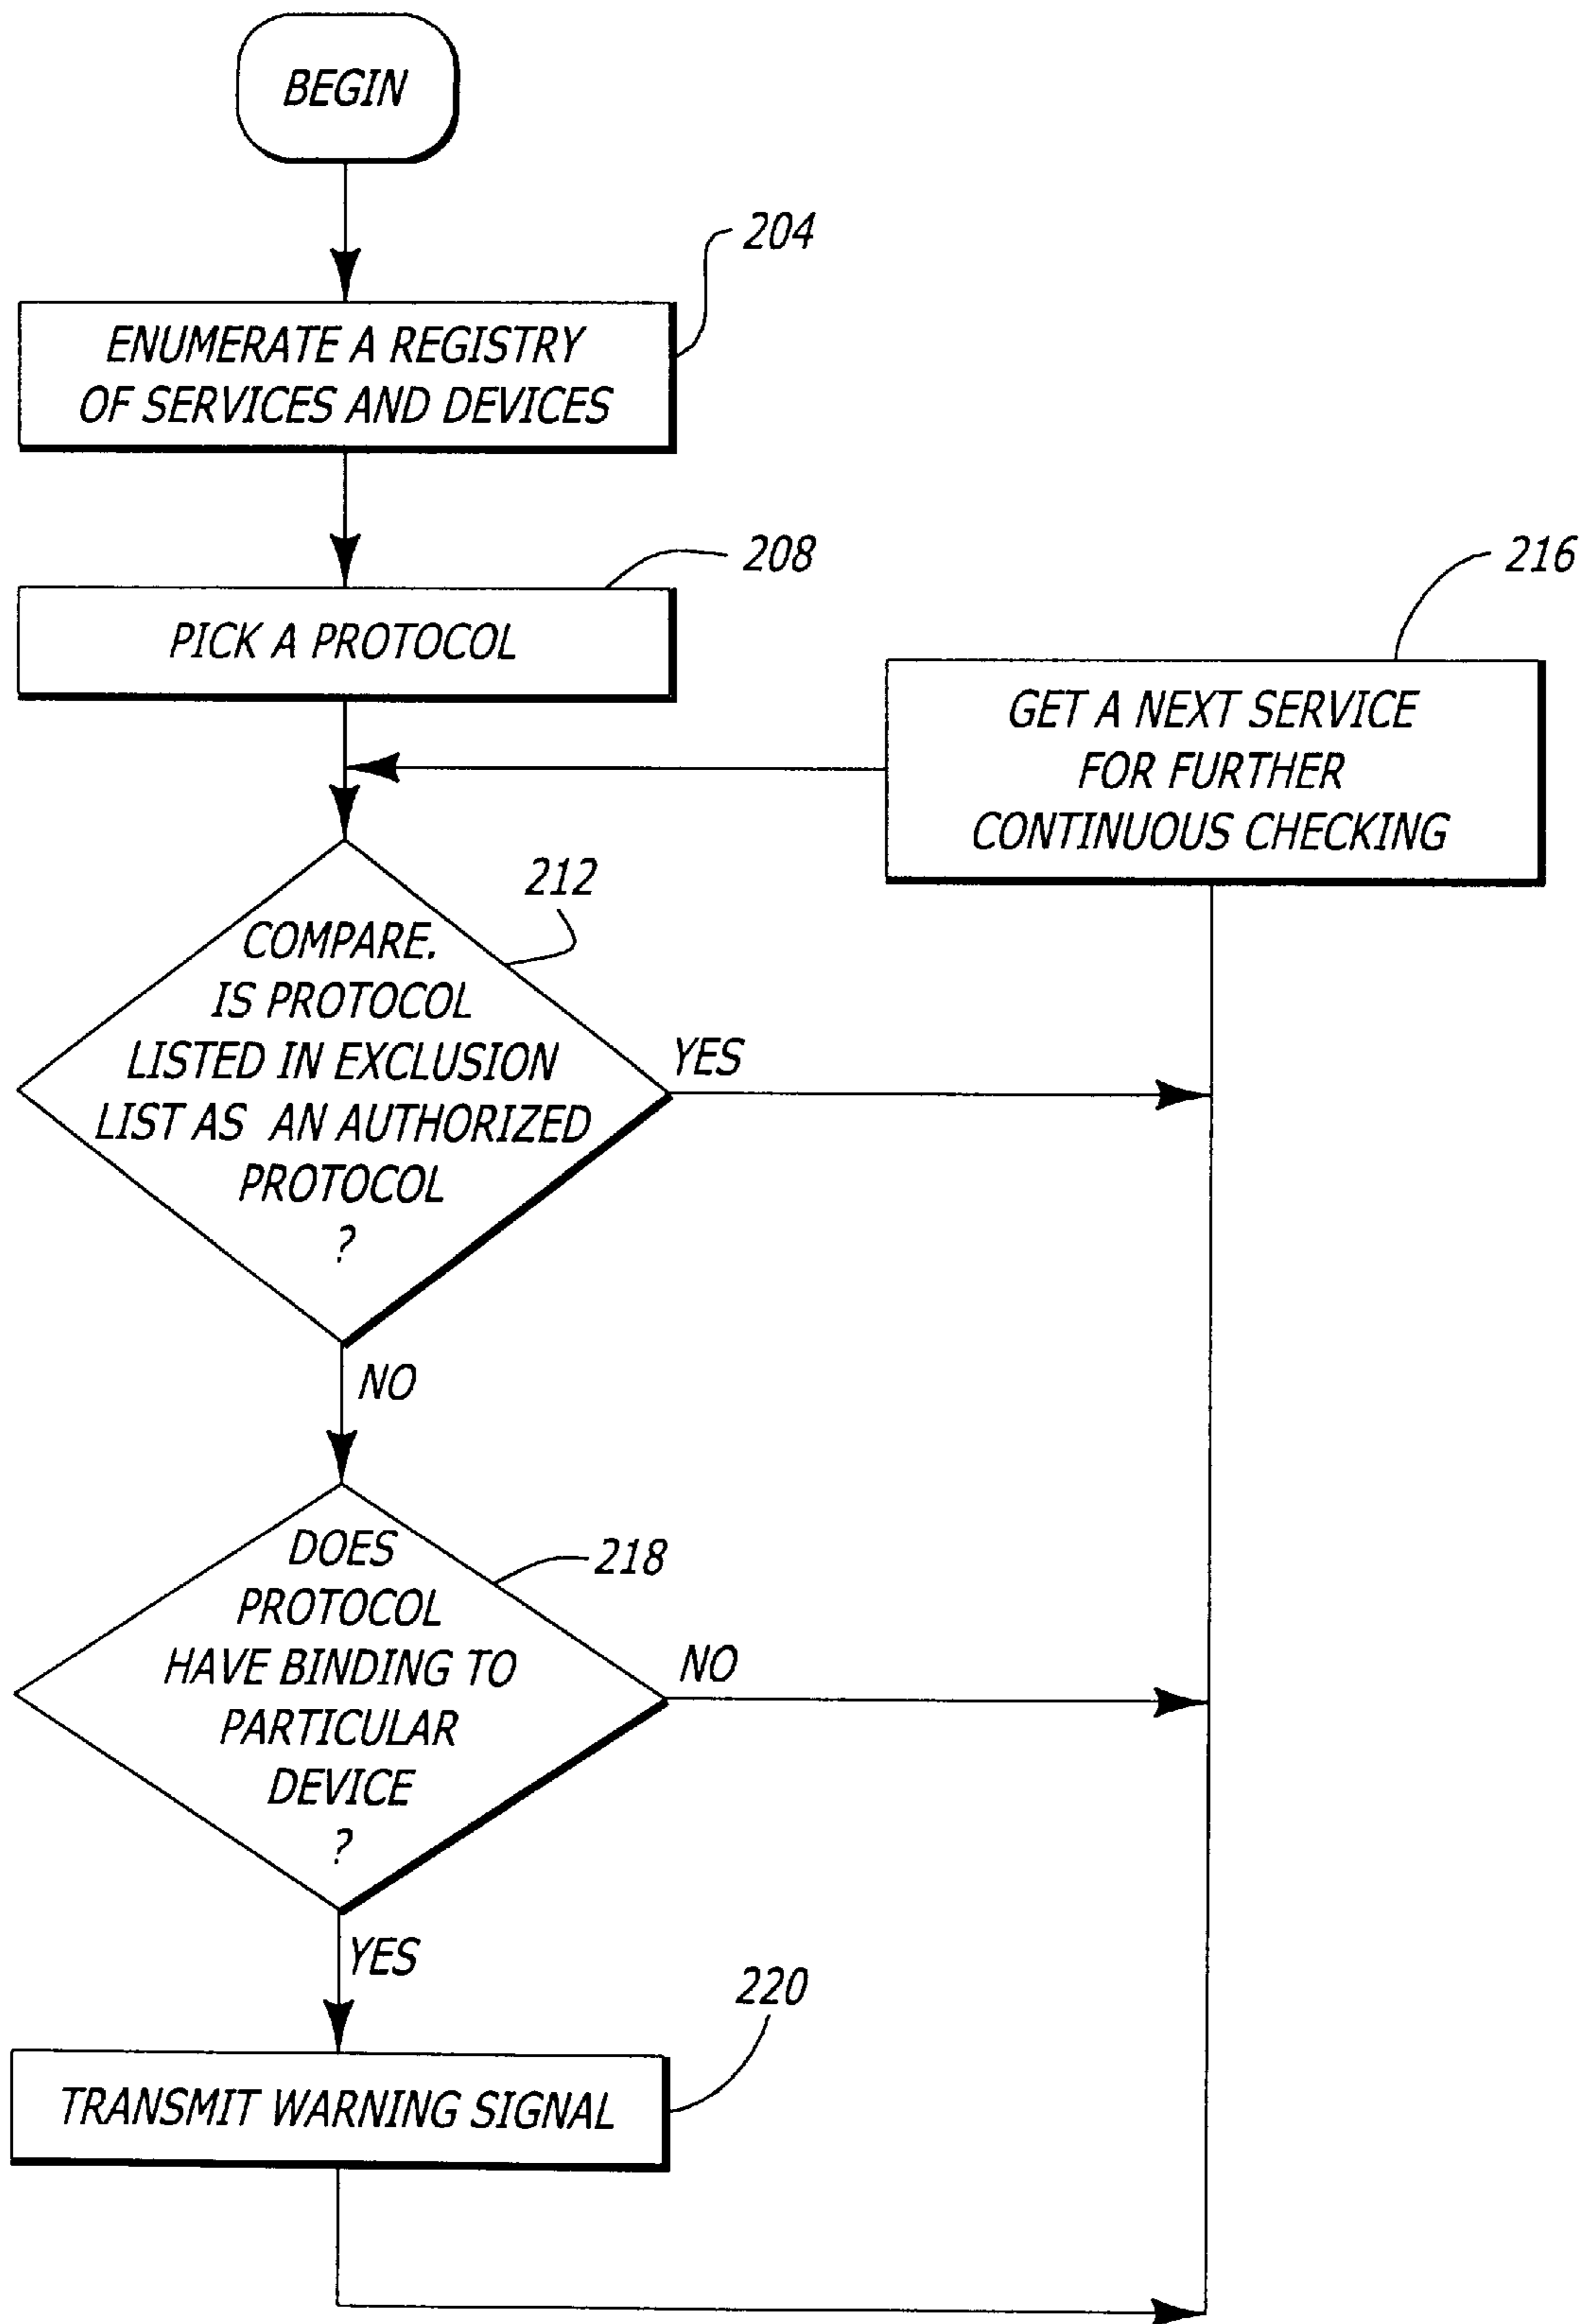 BEGIN
204
ENUMERATE A REGISTRY
OF SERVICES AND DEVICES
208
PICK A PROTOCOL
216
GET A NEXT SERVICE
FOR FURTHER
CONTINUOUS CHECKING
212
COMPARE.
IS PROTOCOL
LISTED IN EXCLUSION
LIST AS AN AUTHORIZED
PROTOCOL
?
YES
NO
218
DOES
PROTOCOL
HAVE BINDING TO
PARTICULAR
DEVICE
?
NO
YES
220
TRANSMIT WARNING SIGNAL